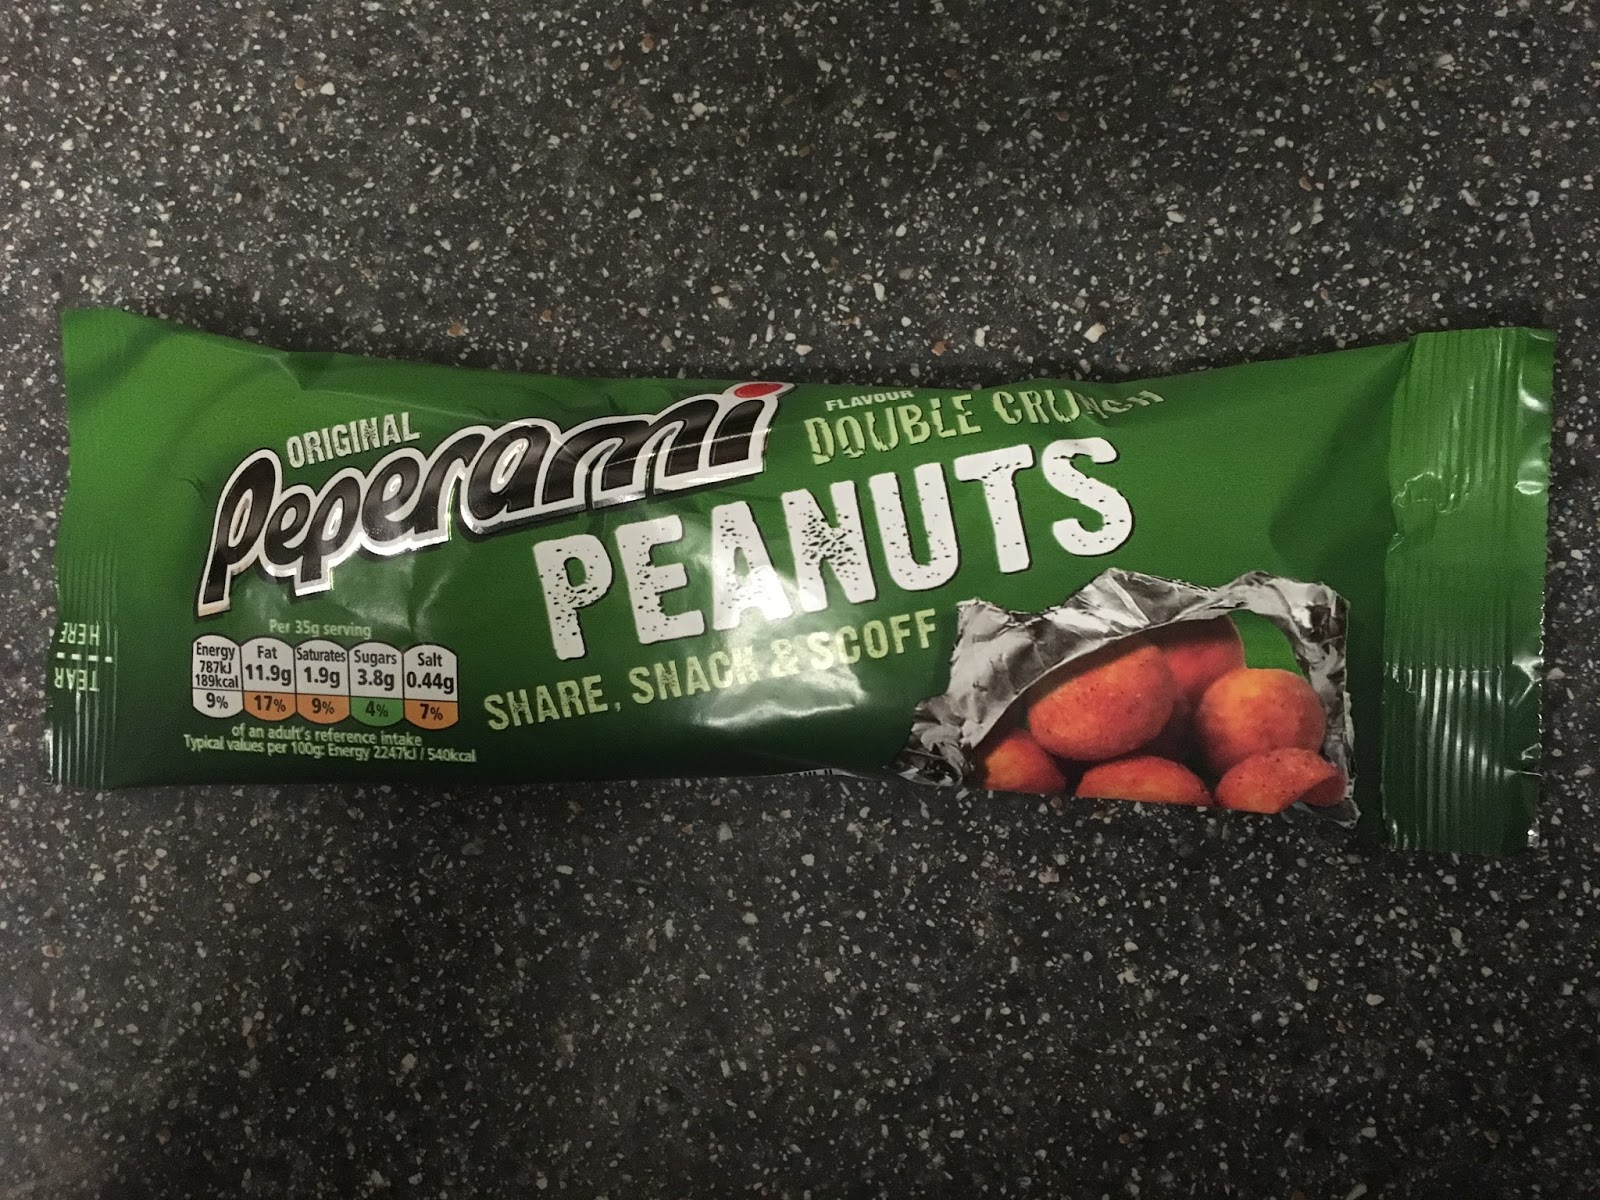 ORIGINAL
Peperami
FLAVOUR
DOUBLE CRUNCH
PEANUTS
SHARE, SNACK & SCOFF
Per 35g serving
Energy 787kJ 189kcal 9%
Fat 11.9g 17%
Saturates 1.9g 9%
Sugars 3.8g 4%
Salt 0.44g 7%
of an adult's reference intake
Typical values per 100g: Energy 2247kJ / 540kcal
TEAR HERE